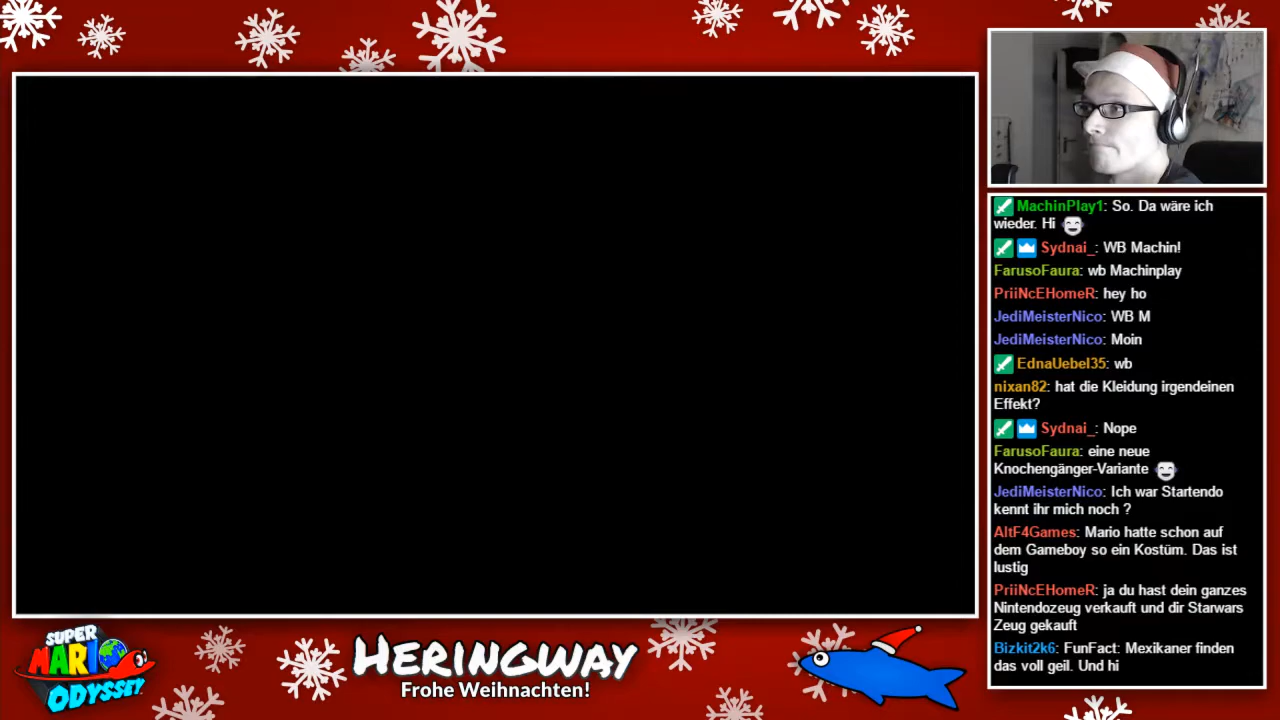 MachinPlay1: So. Da wäre ich
wieder. Hi
Sydnai_: WB Machin!
FarusoFaura: wb Machinplay
PriiNcEHomeR: hey ho
JediMeisterNico: WB M
JediMeisterNico: Moin
EdnaUebel35: wb
nixan82: hat die Kleidung irgendeinen
Effekt?
Sydnai_: Nope
FarusoFaura: eine neue
Knochengänger-Variante
JediMeisterNico: Ich war Startendo
kennt ihr mich noch ?
AltF4Games: Mario hatte schon auf
dem Gameboy so ein Kostüm. Das ist
lustig
PriiNcEHomeR: ja du hast dein ganzes
Nintendozeug verkauft und dir Starwars
Zeug gekauft
Bizkit2k6: FunFact: Mexikaner finden
das voll geil. Und hi
SUPER
MARIO
ODYSSEY
HERINGWAY
Frohe Weihnachten!